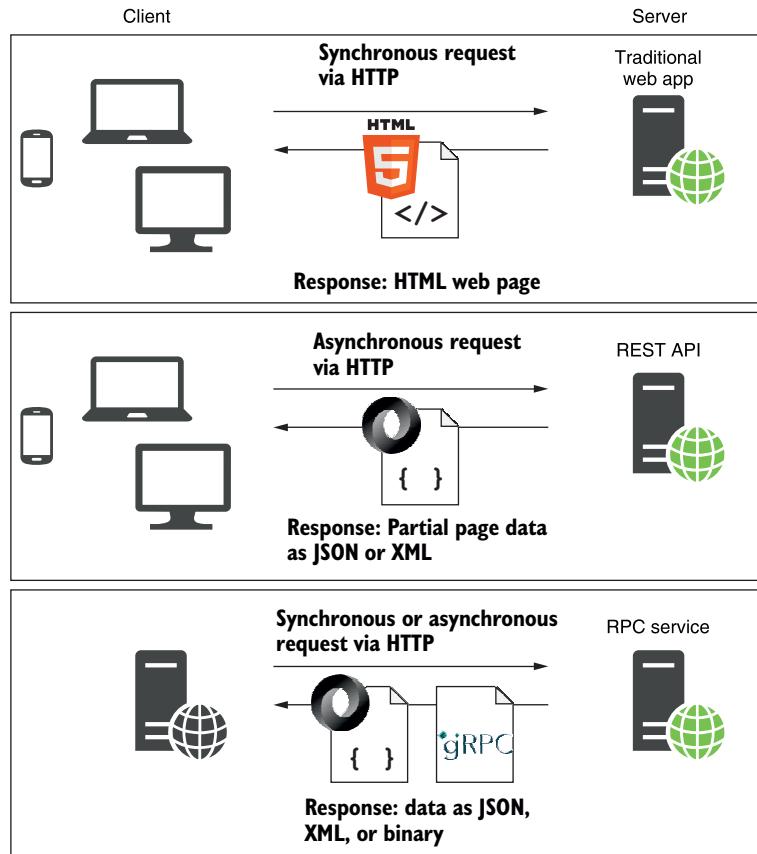 Client
Server
Synchronous request
via HTTP
Traditional
web app
HTML
5
</>
Response: HTML web page
Asynchronous request
via HTTP
REST API
{ }
Response: Partial page data
as JSON or XML
Synchronous or asynchronous
request via HTTP
RPC service
{ }
gRPC
Response: data as JSON,
XML, or binary